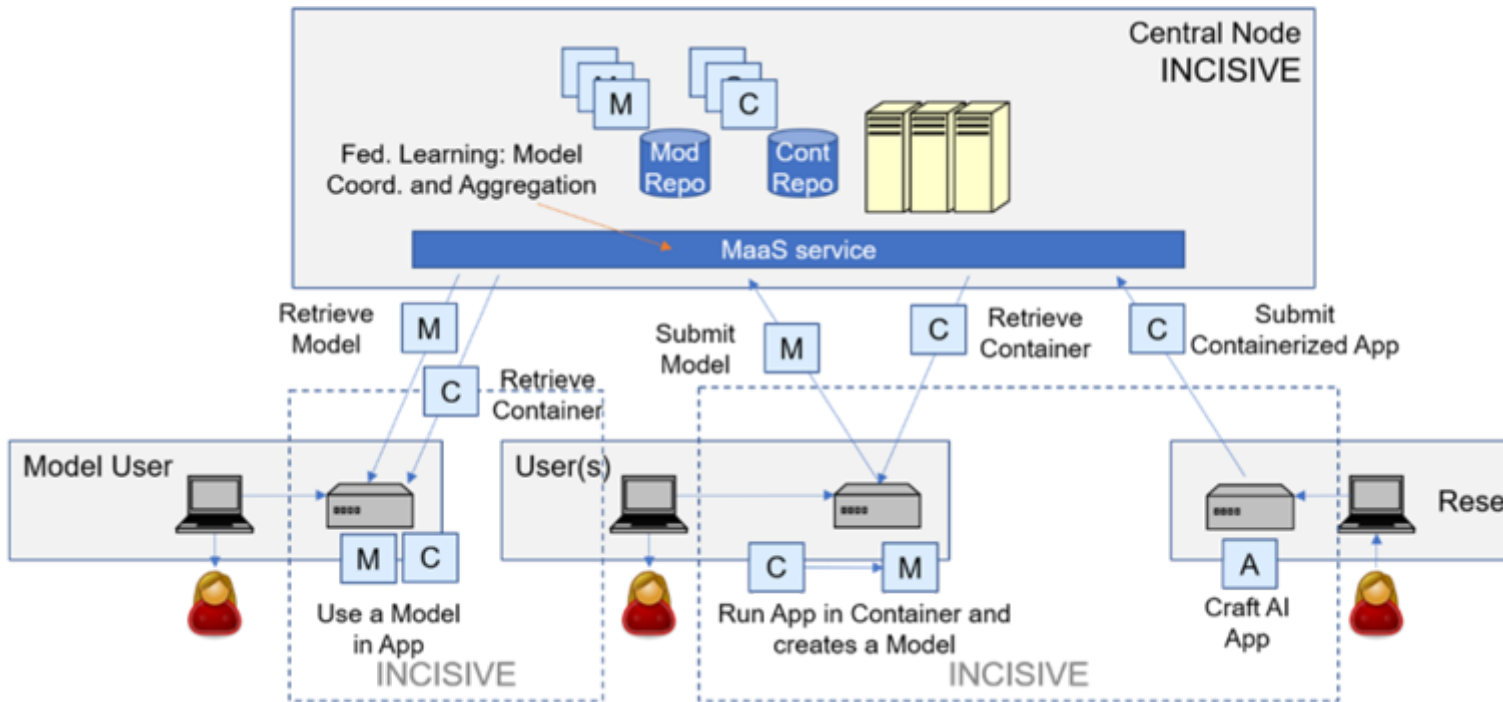 Central Node
INCISIVE
M
C
M
C
Mod
Repo
Cont
Repo
Fed. Learning: Model
Coord. and Aggregation
MaaS service
Retrieve
Model
M
C
Retrieve
Container
Submit
Model
M
C
Retrieve
Container
C
Submit
Containerized App
Model User
M
C
Use a Model
in App
INCISIVE
User(s)
C
M
Run App in Container and
creates a Model
INCISIVE
Rese
A
Craft AI
App